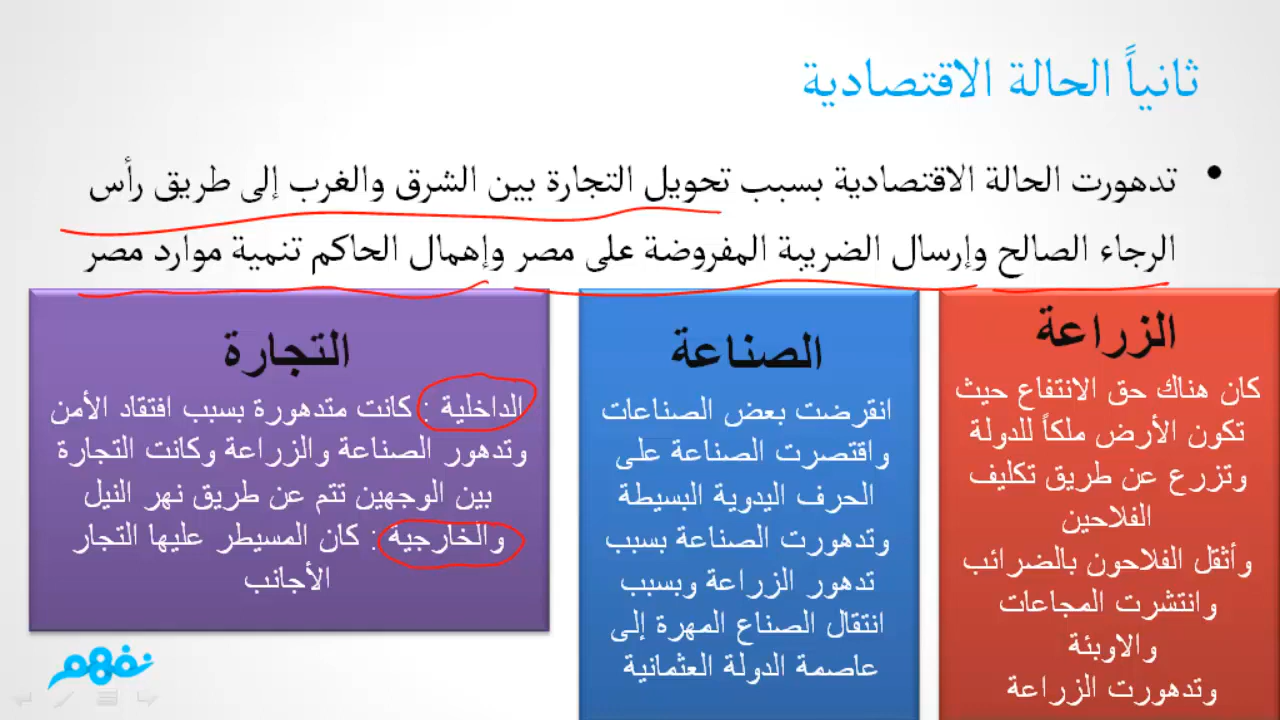 ثانياً الحالة الاقتصادية
• تدهورت الحالة الاقتصادية بسبب تحويل التجارة بين الشرق والغرب إلى طريق رأس
الرجاء الصالح وإرسال الضريبة المفروضة على مصر وإهمال الحاكم تنمية موارد مصر
الزراعة
كان هناك حق الانتفاع حيث
تكون الأرض ملكاً للدولة
وتزرع عن طريق تكليف
الفلاحين
وأثقل الفلاحون بالضرائب
وانتشرت المجاعات
والاوبئة
وتدهورت الزراعة
الصناعة
انقرضت بعض الصناعات
واقتصرت الصناعة على
الحرف اليدوية البسيطة
وتدهورت الصناعة بسبب
تدهور الزراعة وبسبب
انتقال الصناع المهرة إلى
عاصمة الدولة العثمانية
التجارة
الداخلية : كانت متدهورة بسبب افتقاد الأمن
وتدهور الصناعة والزراعة وكانت التجارة
بين الوجهين تتم عن طريق نهر النيل
والخارجية : كان المسيطر عليها التجار
الأجانب
نفهم